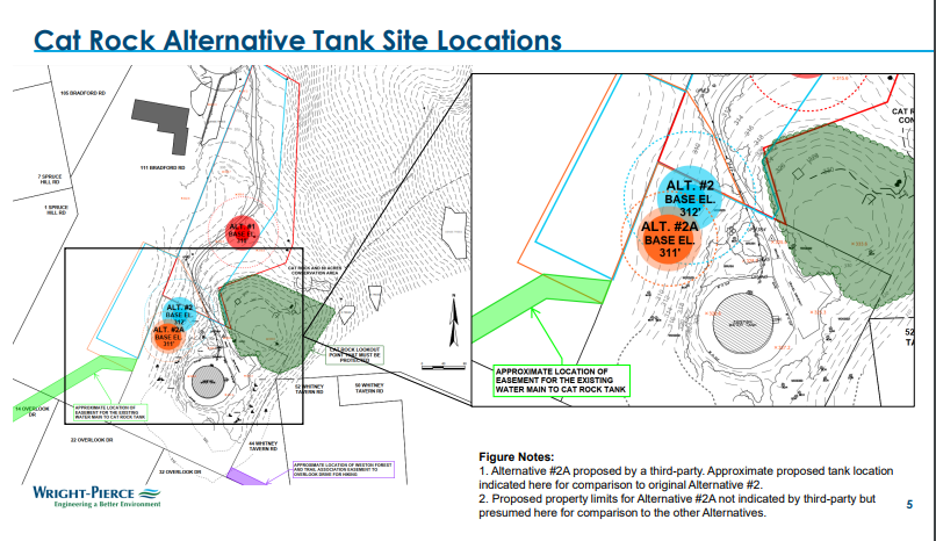 Cat Rock Alternative Tank Site Locations
105 BRADFORD RD
111 BRADFORD RD
7 SPRUCE
HILL RD
1 SPRUCE
HILL RD
ALT. #1
BASE EL.
CAT ROCK AND 80 ACRES
CONSERVATION AREA
ALT. #2
BASE EL.
312'
ALT. #2A
BASE EL.
311'
CAT ROCK LOOKOUT
POINT THAT MUST BE
PROTECTED
52 WHITNEY
TAVERN RD
50 WHITNEY
TAVERN RD
14 OVERLOOK
DR
APPROXIMATE LOCATION OF
EASEMENT FOR THE EXISTING
WATER MAIN TO CAT ROCK TANK
22 OVERLOOK DR
44 WHITNEY
TAVERN RD
32 OVERLOOK DR
APPROXIMATE LOCATION OF WESTON FOREST
AND TRAIL ASSOCIATION EASEMENT TO
OVERLOOK DRIVE FOR HIKING
CAT R
CON
ALT. #2
BASE EL.
312'
ALT. #2A
BASE EL.
311'
EXISTING
WATER TANK
52
TA
APPROXIMATE LOCATION OF
EASEMENT FOR THE EXISTING
WATER MAIN TO CAT ROCK TANK
Figure Notes:
1. Alternative #2A proposed by a third-party. Approximate proposed tank location
indicated here for comparison to original Alternative #2.
2. Proposed property limits for Alternative #2A not indicated by third-party but
presumed here for comparison to the other Alternatives.
WRIGHT-PIERCE
Engineering a Better Environment
5